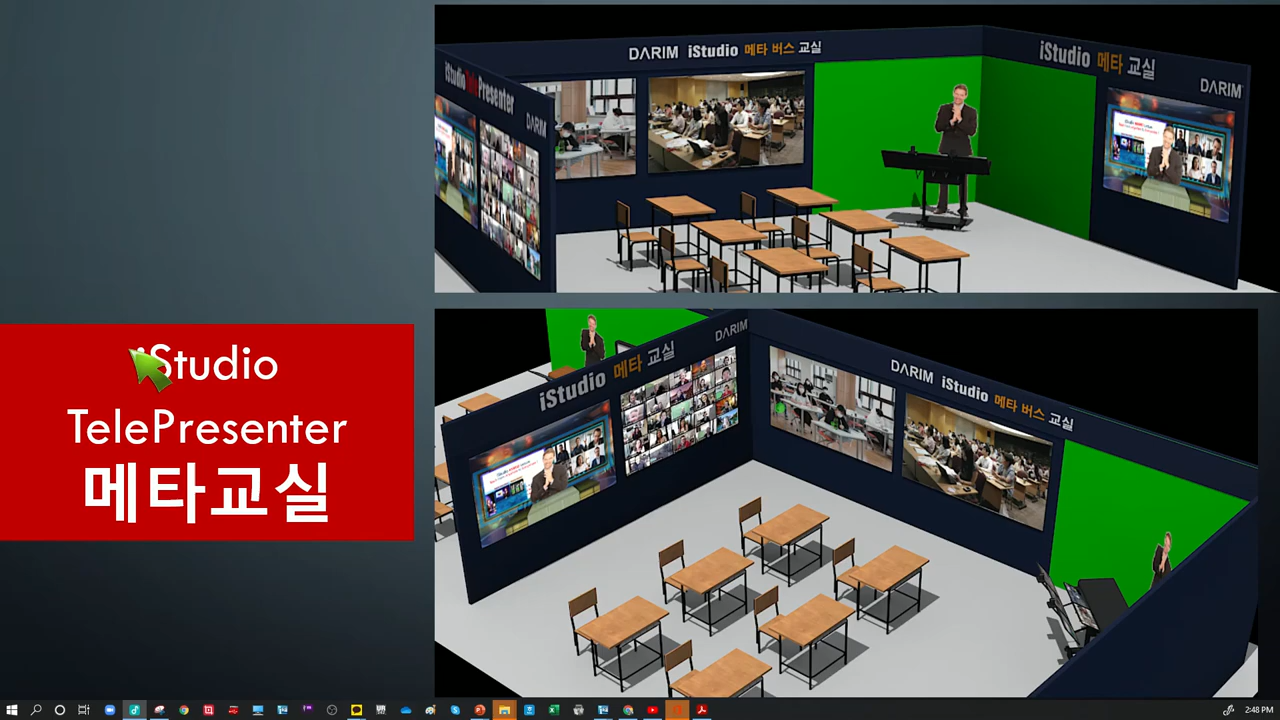 iStudio
TelePresenter
메타교실
DARIM iStudio 메타 버스 교실
iStudio 메타 교실
DARIM
iStudio TelePresenter
DARIM
DARIM
iStudio 메타 교실
DARIM iStudio 메타 버스 교실
2:48 PM